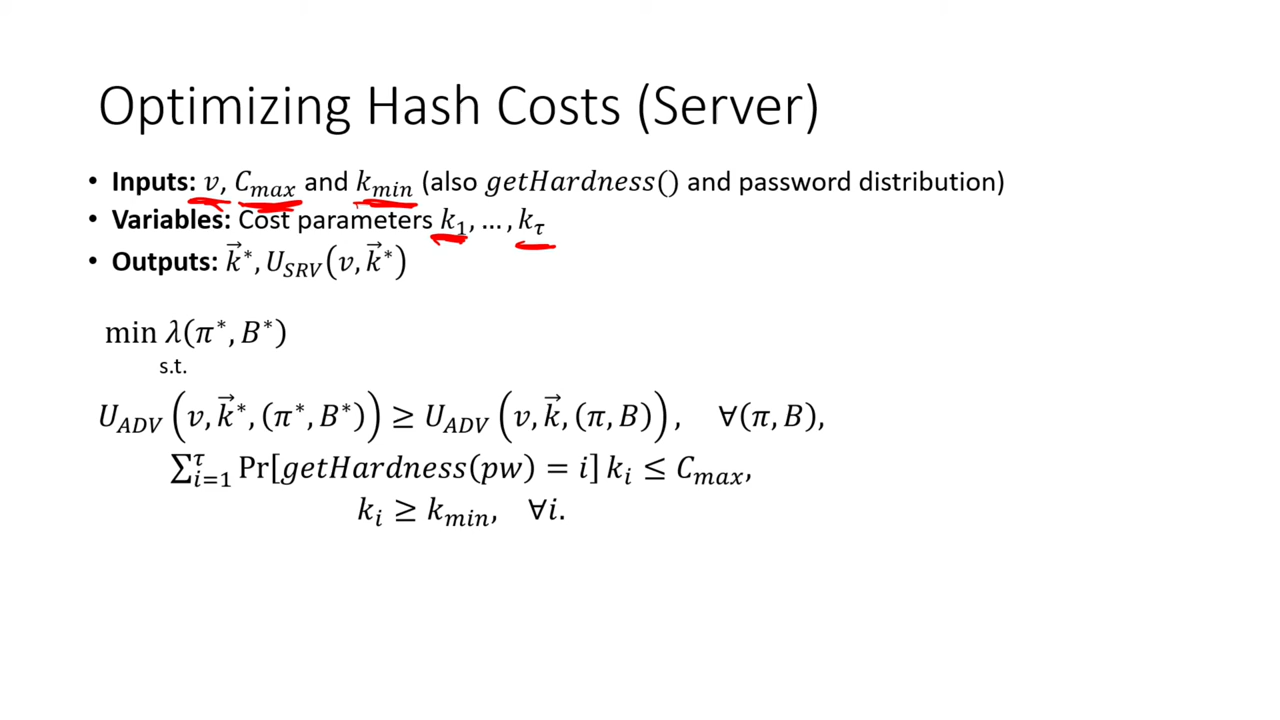 Optimizing Hash Costs (Server)
• Inputs: v, C_max and k_min (also getHardness() and password distribution)
• Variables: Cost parameters k_1, …, k_τ
• Outputs: k⃗*, U_SRV(v, k⃗*)
min λ(π*, B*)
s.t.
U_ADV(v, k⃗*, (π*, B*)) ≥ U_ADV(v, k⃗, (π, B)), ∀(π, B),
∑_{i=1}^{τ} Pr[getHardness(pw) = i] k_i ≤ C_max,
k_i ≥ k_min, ∀i.